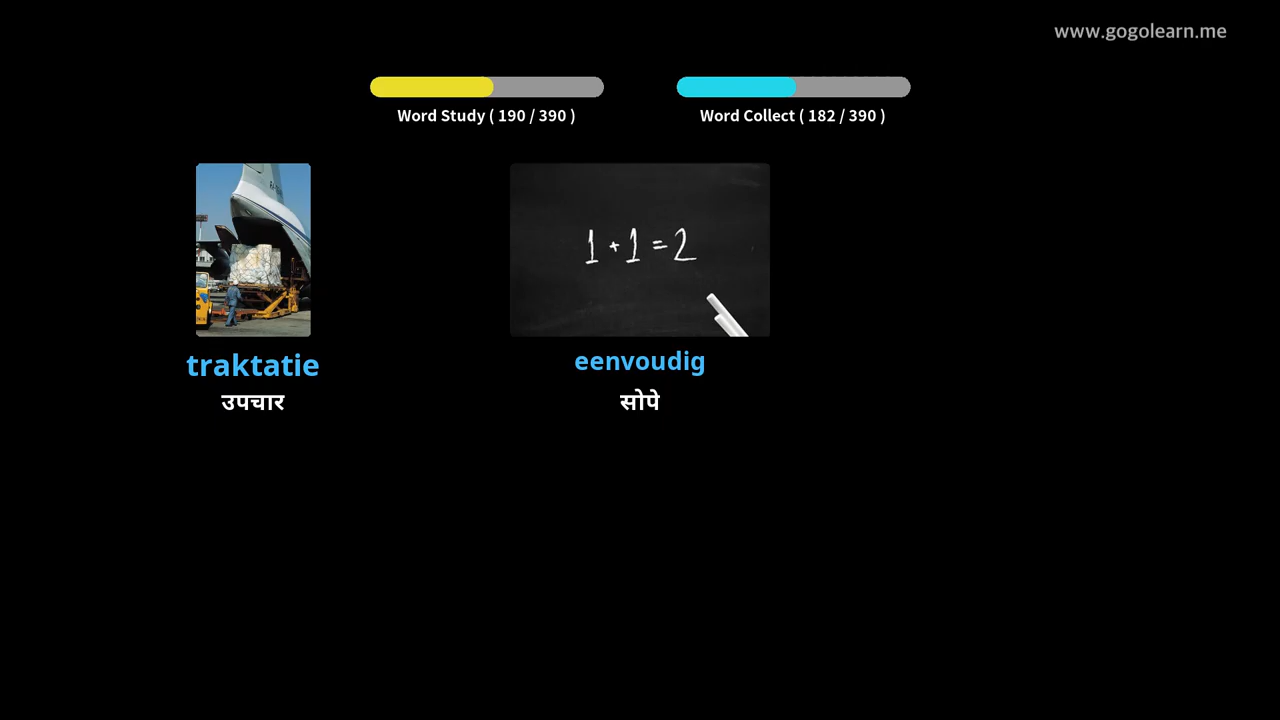 www.gogolearn.me
Word Study ( 190 / 390 )
Word Collect ( 182 / 390 )
1 + 1 = 2
traktatie
eenvoudig
उपचार
सोपे